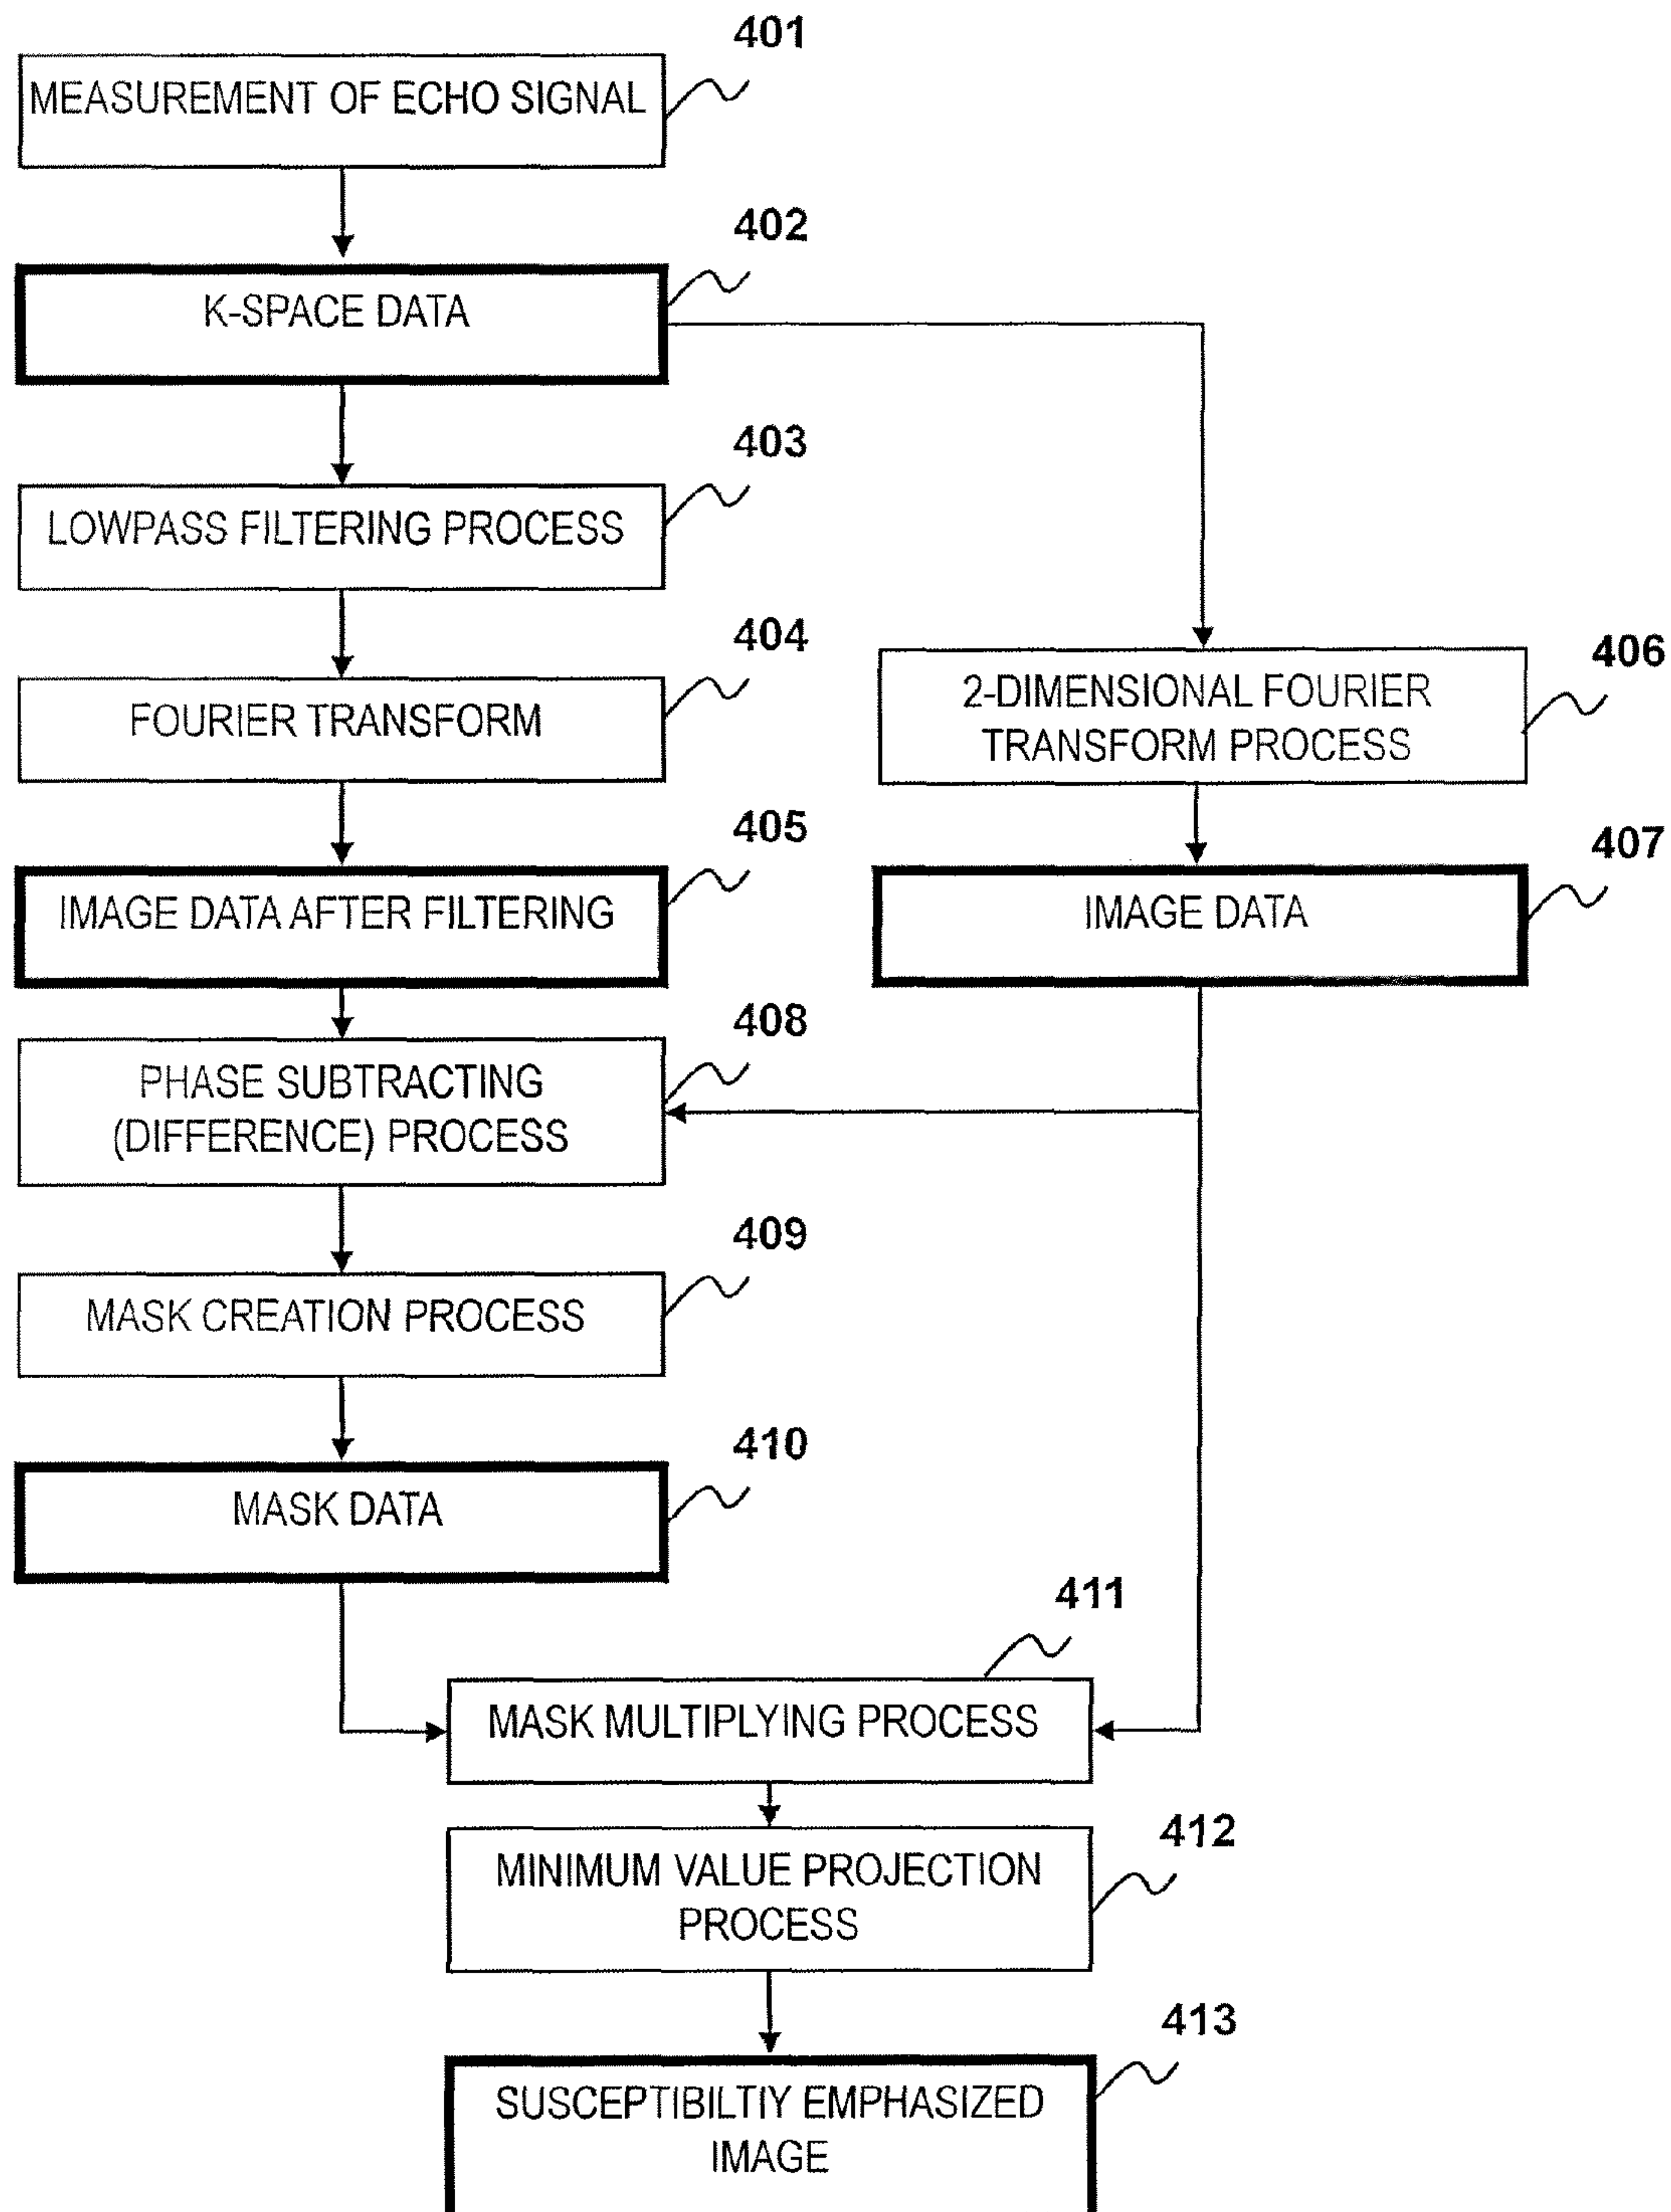 401
MEASUREMENT OF ECHO SIGNAL
402
K-SPACE DATA
403
LOWPASS FILTERING PROCESS
404
FOURIER TRANSFORM
406
2-DIMENSIONAL FOURIER
TRANSFORM PROCESS
405
IMAGE DATA AFTER FILTERING
407
IMAGE DATA
408
PHASE SUBTRACTING
(DIFFERENCE) PROCESS
409
MASK CREATION PROCESS
410
MASK DATA
411
MASK MULTIPLYING PROCESS
412
MINIMUM VALUE PROJECTION
PROCESS
413
SUSCEPTIBILTIY EMPHASIZED
IMAGE